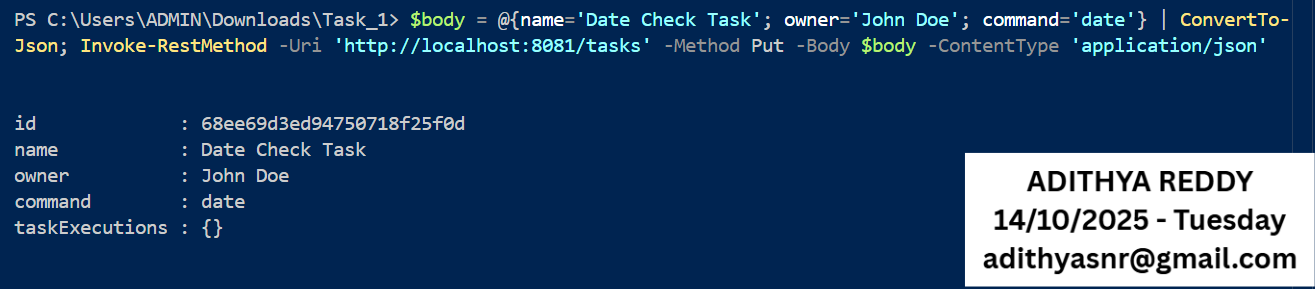 PS C:\Users\ADMIN\Downloads\Task_1> $body = @{name='Date Check Task'; owner='John Doe'; command='date'} | ConvertTo-
Json; Invoke-RestMethod -Uri 'http://localhost:8081/tasks' -Method Put -Body $body -ContentType 'application/json'
id              : 68ee69d3ed94750718f25f0d
name            : Date Check Task
owner           : John Doe
command         : date
taskExecutions : {}
ADITHYA REDDY
14/10/2025 - Tuesday
adithyasnr@gmail.com